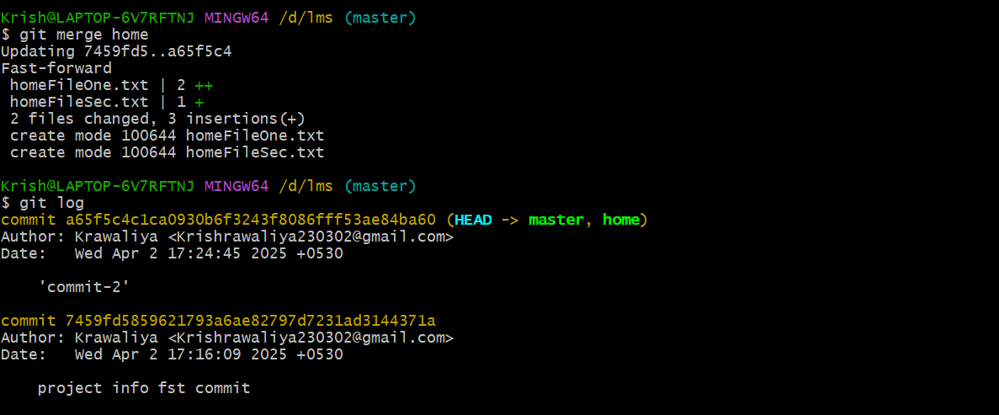 Krish@LAPTOP-6V7RFTNJ MINGW64 /d/lms (master)
$ git merge home
Updating 7459fd5..a65f5c4
Fast-forward
 homeFileOne.txt | 2 ++
 homeFileSec.txt | 1 +
 2 files changed, 3 insertions(+)
 create mode 100644 homeFileOne.txt
 create mode 100644 homeFileSec.txt

Krish@LAPTOP-6V7RFTNJ MINGW64 /d/lms (master)
$ git log
commit a65f5c4c1ca0930b6f3243f8086fff53ae84ba60 (HEAD -> master, home)
Author: Krawaliya <Krishrawaliya230302@gmail.com>
Date:   Wed Apr 2 17:24:45 2025 +0530

    'commit-2'

commit 7459fd5859621793a6ae82797d7231ad3144371a
Author: Krawaliya <Krishrawaliya230302@gmail.com>
Date:   Wed Apr 2 17:16:09 2025 +0530

    project info fst commit